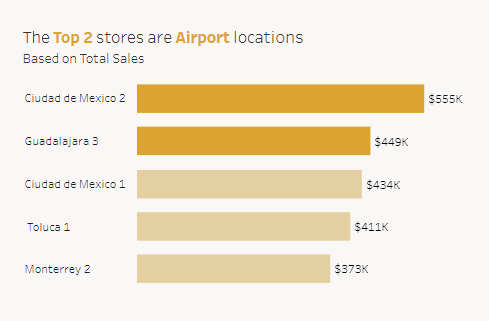 The Top 2 stores are Airport locations
Based on Total Sales
Ciudad de Mexico 2 $555K
Guadalajara 3 $449K
Ciudad de Mexico 1 $434K
Toluca 1 $411K
Monterrey 2 $373K